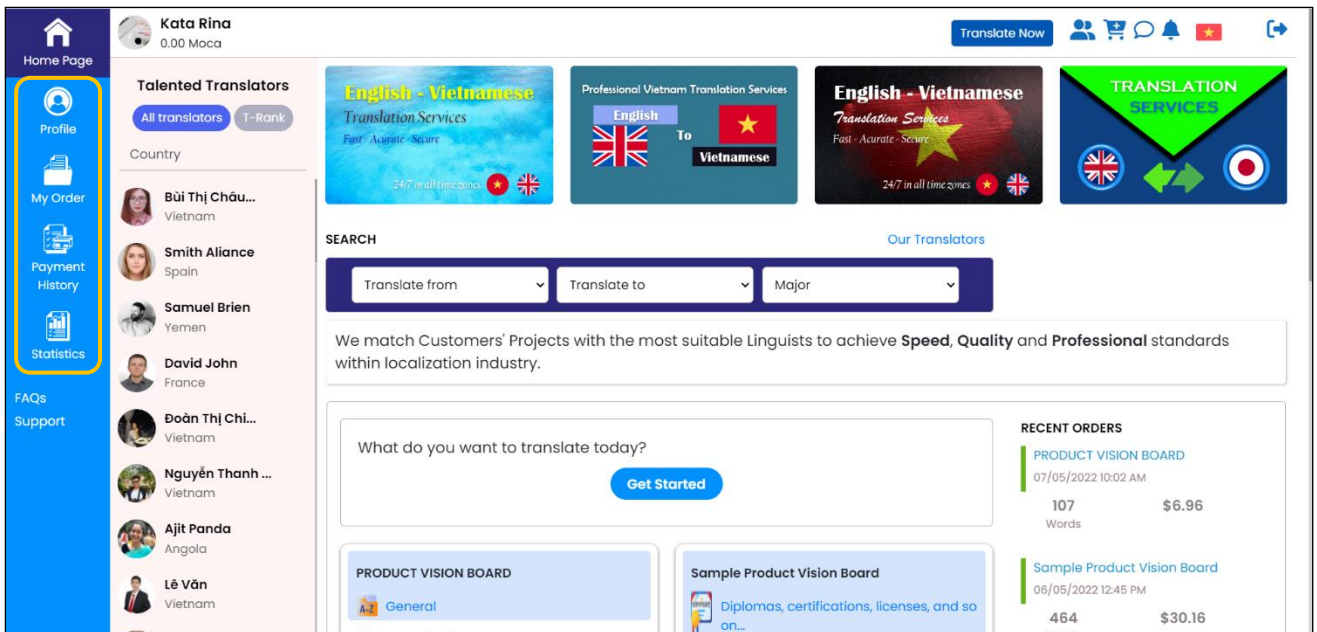 Home Page
Profile
My Order
Payment
History
Statistics
FAQs
Support
Kata Rina
0.00 Moca
Translate Now
Talented Translators
All translators
T-Rank
Country
Bùi Thị Châu...
Vietnam
Smith Aliance
Spain
Samuel Brien
Yemen
David John
France
Đoàn Thị Chi...
Vietnam
Nguyễn Thanh ...
Vietnam
Ajit Panda
Angola
Lê Văn
Vietnam
English - Vietnamese
Translation Services
Fast - Acurate - Secure
24/7 in all time zones
Professional Vietnam Translation Services
English
To
Vietnamese
English - Vietnamese
Translation Services
Fast - Acurate - Secure
24/7 in all time zones
TRANSLATION
SERVICES
SEARCH
Our Translators
Translate from
Translate to
Major
We match Customers' Projects with the most suitable Linguists to achieve Speed, Quality and Professional standards
within localization industry.
What do you want to translate today?
Get Started
PRODUCT VISION BOARD
A-Z
General
Sample Product Vision Board
Diplomas, certifications, licenses, and so
on...
RECENT ORDERS
PRODUCT VISION BOARD
07/05/2022 10:02 AM
107
$6.96
Words
Sample Product Vision Board
06/05/2022 12:45 PM
464
$30.16